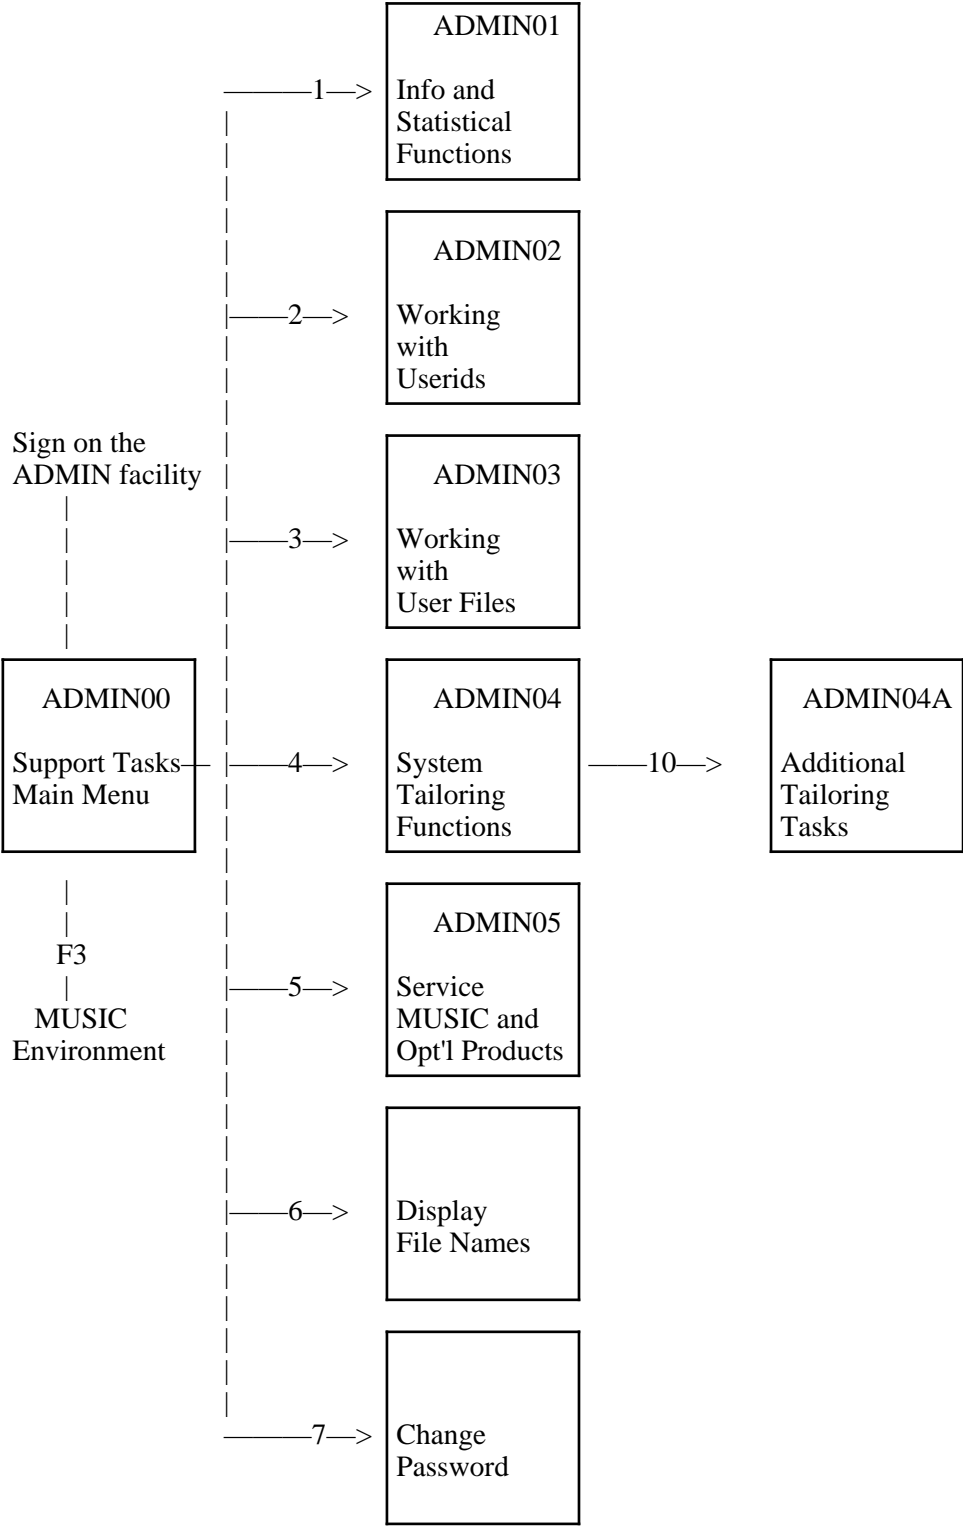 ADMIN01
———1—>
Info and
Statistical
Functions
ADMIN02
——2—>
Working
with
Userids
Sign on the
ADMIN facility
ADMIN03
——3—>
Working
with
User Files
ADMIN00
Support Tasks—
Main Menu
ADMIN04
——4—>
System
Tailoring
Functions
——10—>
ADMIN04A
Additional
Tailoring
Tasks
F3
MUSIC
Environment
ADMIN05
——5—>
Service
MUSIC and
Opt'l Products
——6—>
Display
File Names
———7—>
Change
Password